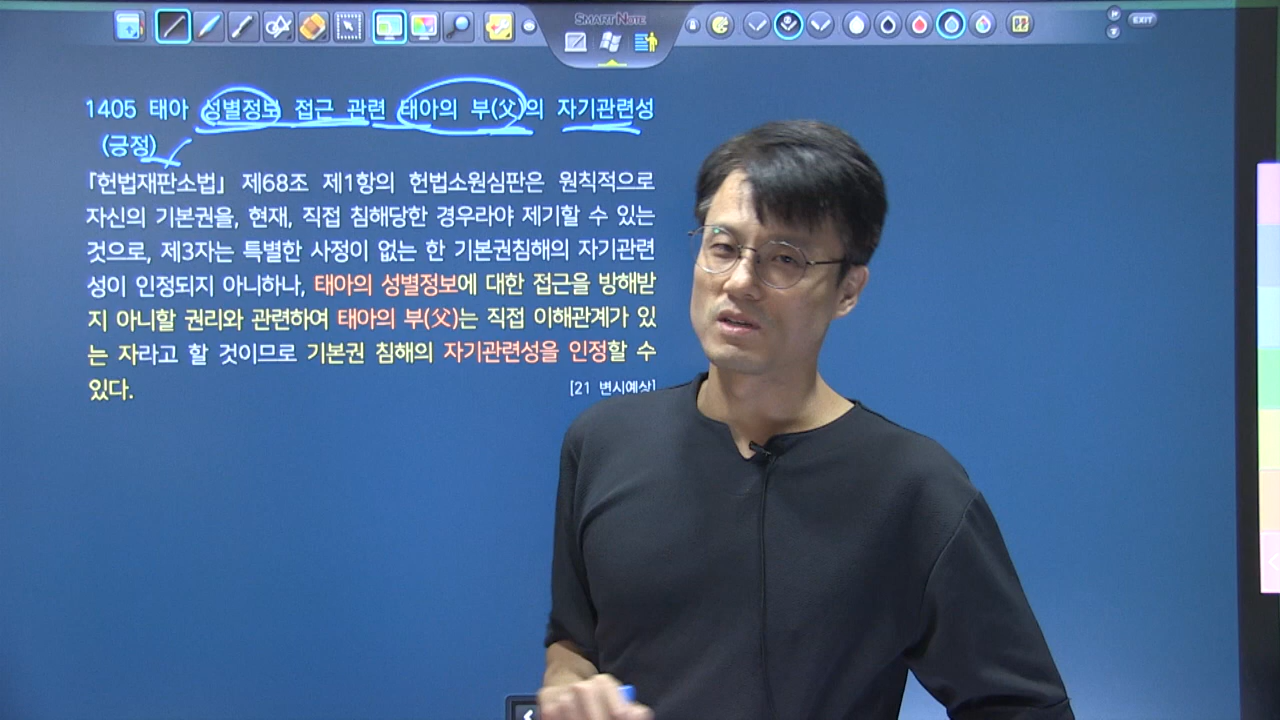 SMART NOTE
EXIT
1405 태아 성별정보 접근 관련 태아의 부(父)의 자기관련성
(긍정)
「헌법재판소법」 제68조 제1항의 헌법소원심판은 원칙적으로
자신의 기본권을, 현재, 직접 침해당한 경우라야 제기할 수 있는
것으로, 제3자는 특별한 사정이 없는 한 기본권침해의 자기관련
성이 인정되지 아니하나, 태아의 성별정보에 대한 접근을 방해받
지 아니할 권리와 관련하여 태아의 부(父)는 직접 이해관계가 있
는 자라고 할 것이므로 기본권 침해의 자기관련성을 인정할 수
있다.
[21 변시예상]